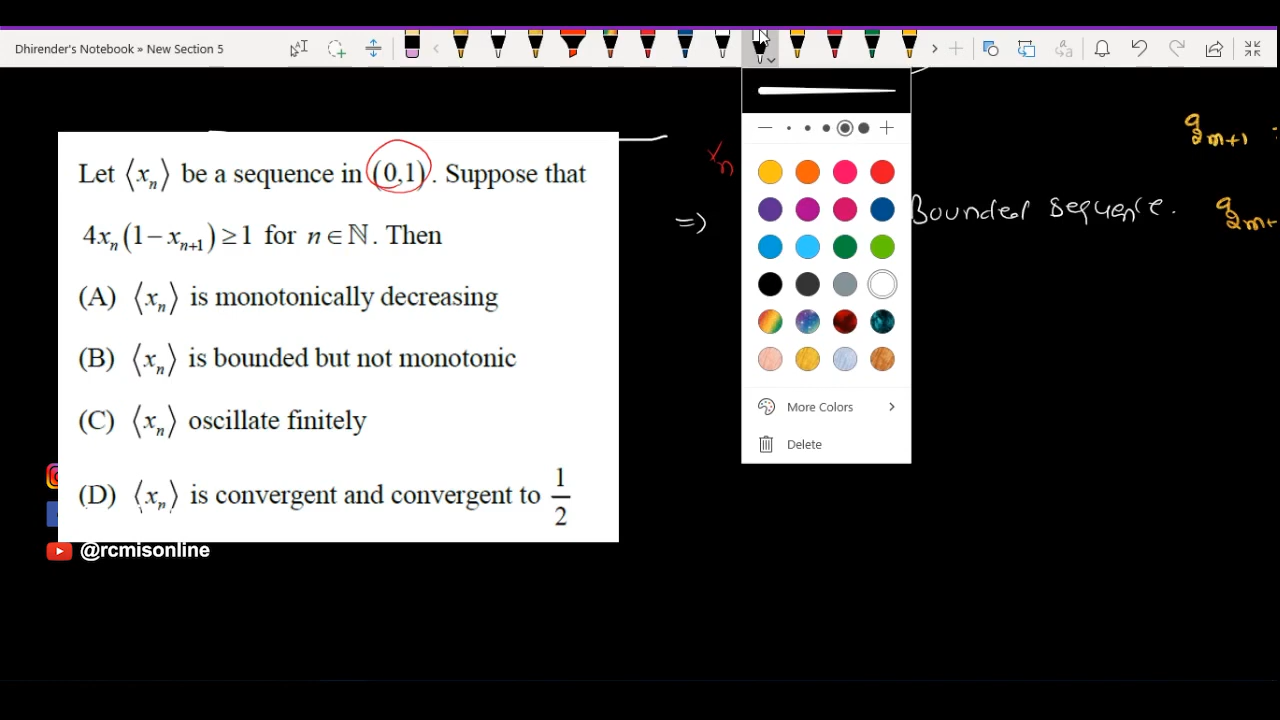 Dhirender's Notebook » New Section 5
Let ⟨xₙ⟩ be a sequence in (0,1). Suppose that
4xₙ(1−xₙ₊₁) ≥ 1 for n ∈ ℕ. Then
(A) ⟨xₙ⟩ is monotonically decreasing
(B) ⟨xₙ⟩ is bounded but not monotonic
(C) ⟨xₙ⟩ oscillate finitely
(D) ⟨xₙ⟩ is convergent and convergent to 1/2
@rcmisonline
xₙ
=> Bounded sequence.
More Colors
Delete